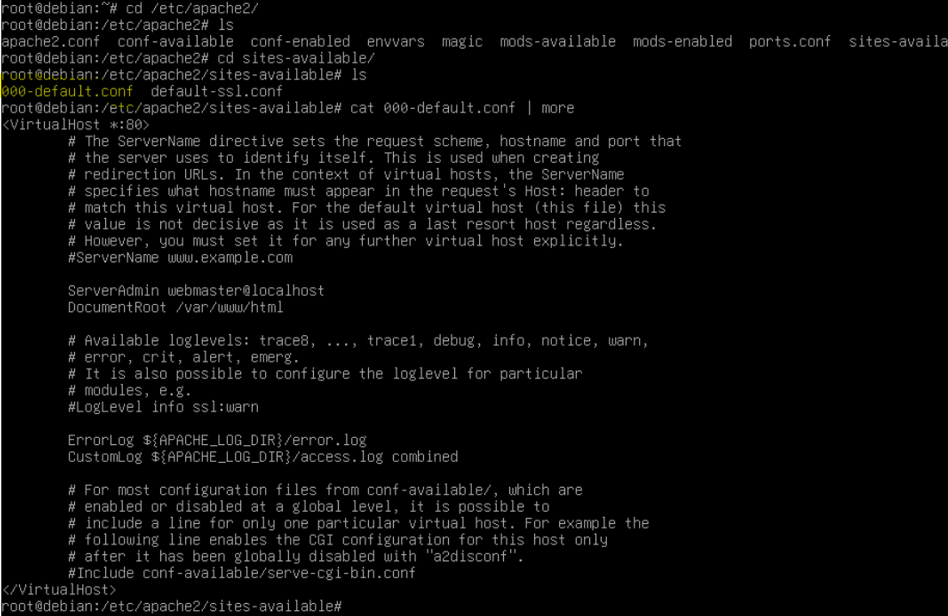 root@debian:~# cd /etc/apache2/
root@debian:/etc/apache2# ls
apache2.conf  conf-available  conf-enabled  envvars  magic  mods-available  mods-enabled  ports.conf  sites-availa
root@debian:/etc/apache2# cd sites-available/
root@debian:/etc/apache2/sites-available# ls
000-default.conf  default-ssl.conf
root@debian:/etc/apache2/sites-available# cat 000-default.conf | more
<VirtualHost *:80>
        # The ServerName directive sets the request scheme, hostname and port that
        # the server uses to identify itself. This is used when creating
        # redirection URLs. In the context of virtual hosts, the ServerName
        # specifies what hostname must appear in the request's Host: header to
        # match this virtual host. For the default virtual host (this file) this
        # value is not decisive as it is used as a last resort host regardless.
        # However, you must set it for any further virtual host explicitly.
        #ServerName www.example.com

        ServerAdmin webmaster@localhost
        DocumentRoot /var/www/html

        # Available loglevels: trace8, ..., trace1, debug, info, notice, warn,
        # error, crit, alert, emerg.
        # It is also possible to configure the loglevel for particular
        # modules, e.g.
        #LogLevel info ssl:warn

        ErrorLog ${APACHE_LOG_DIR}/error.log
        CustomLog ${APACHE_LOG_DIR}/access.log combined

        # For most configuration files from conf-available/, which are
        # enabled or disabled at a global level, it is possible to
        # include a line for only one particular virtual host. For example the
        # following line enables the CGI configuration for this host only
        # after it has been globally disabled with "a2disconf".
        #Include conf-available/serve-cgi-bin.conf
</VirtualHost>
root@debian:/etc/apache2/sites-available#